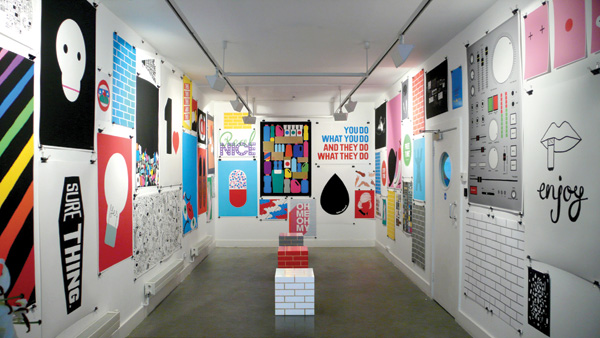 SURE
THING
1
NICE
YOU DO
WHAT YOU DO
AND THEY DO
WHAT THEY DO
OH
ME OH
MY
enjoy